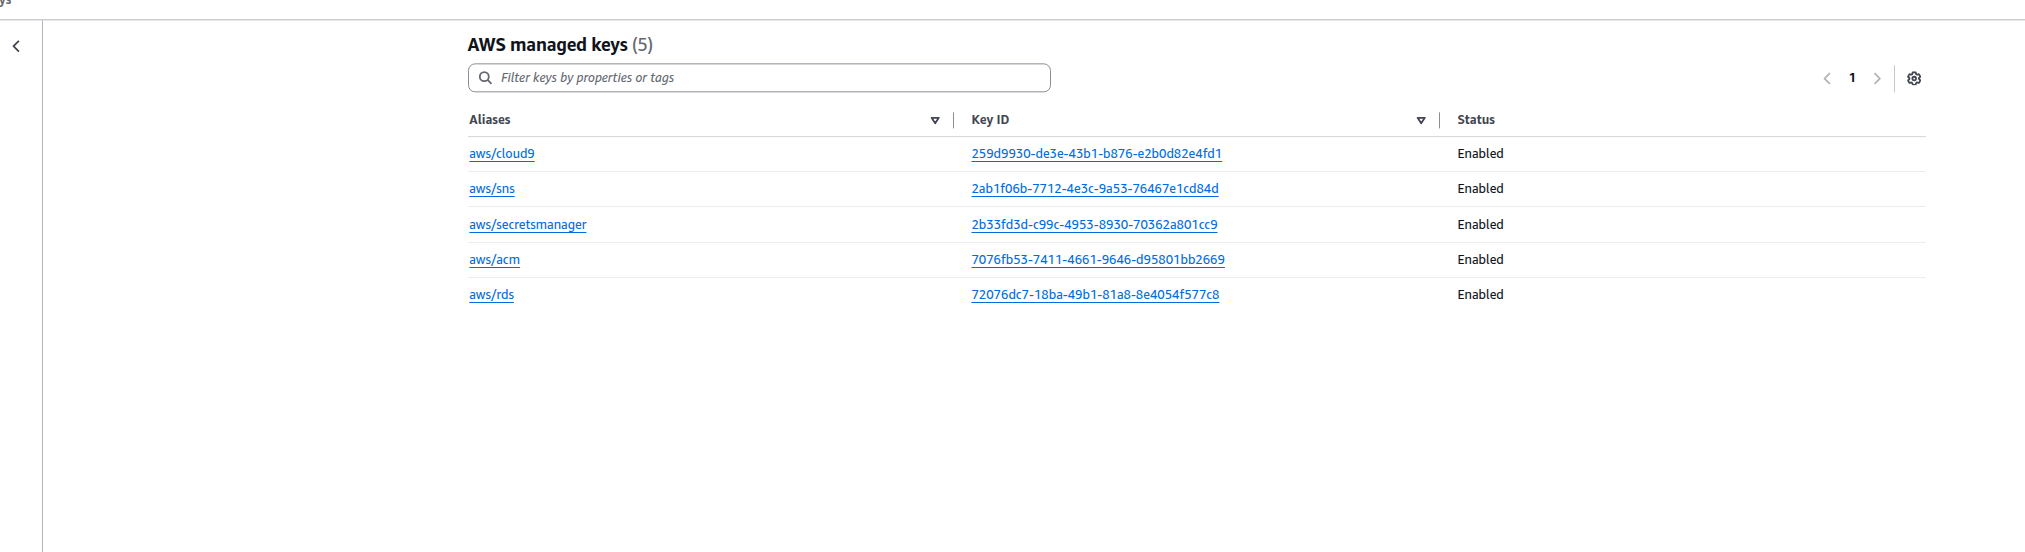 AWS managed keys (5)
Filter keys by properties or tags
1
Aliases Key ID Status
aws/cloud9 259d9930-de3e-43b1-b876-e2b0d82e4fd1 Enabled
aws/sns 2ab1f06b-7712-4e3c-9a53-76467e1cd84d Enabled
aws/secretsmanager 2b33fd3d-c99c-4953-8930-70362a801cc9 Enabled
aws/acm 7076fb53-7411-4661-9646-d95801bb2669 Enabled
aws/rds 72076dc7-18ba-49b1-81a8-8e4054f577c8 Enabled